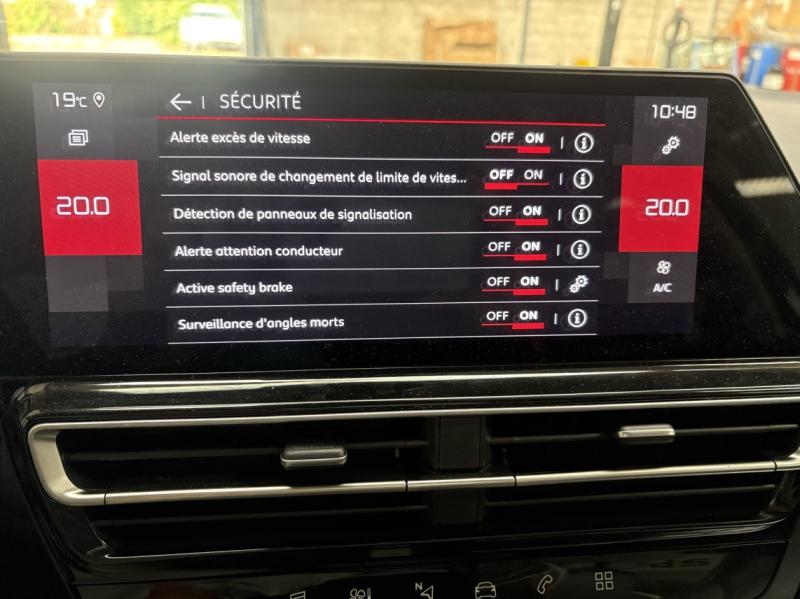 19°C
← | SÉCURITÉ
10:48
Alerte excès de vitesse OFF ON | i
20.0
Signal sonore de changement de limite de vites... OFF ON | i
20.0
Détection de panneaux de signalisation OFF ON | i
Alerte attention conducteur OFF ON | i
Active safety brake OFF ON |
A/C
Surveillance d'angles morts OFF ON | i
N